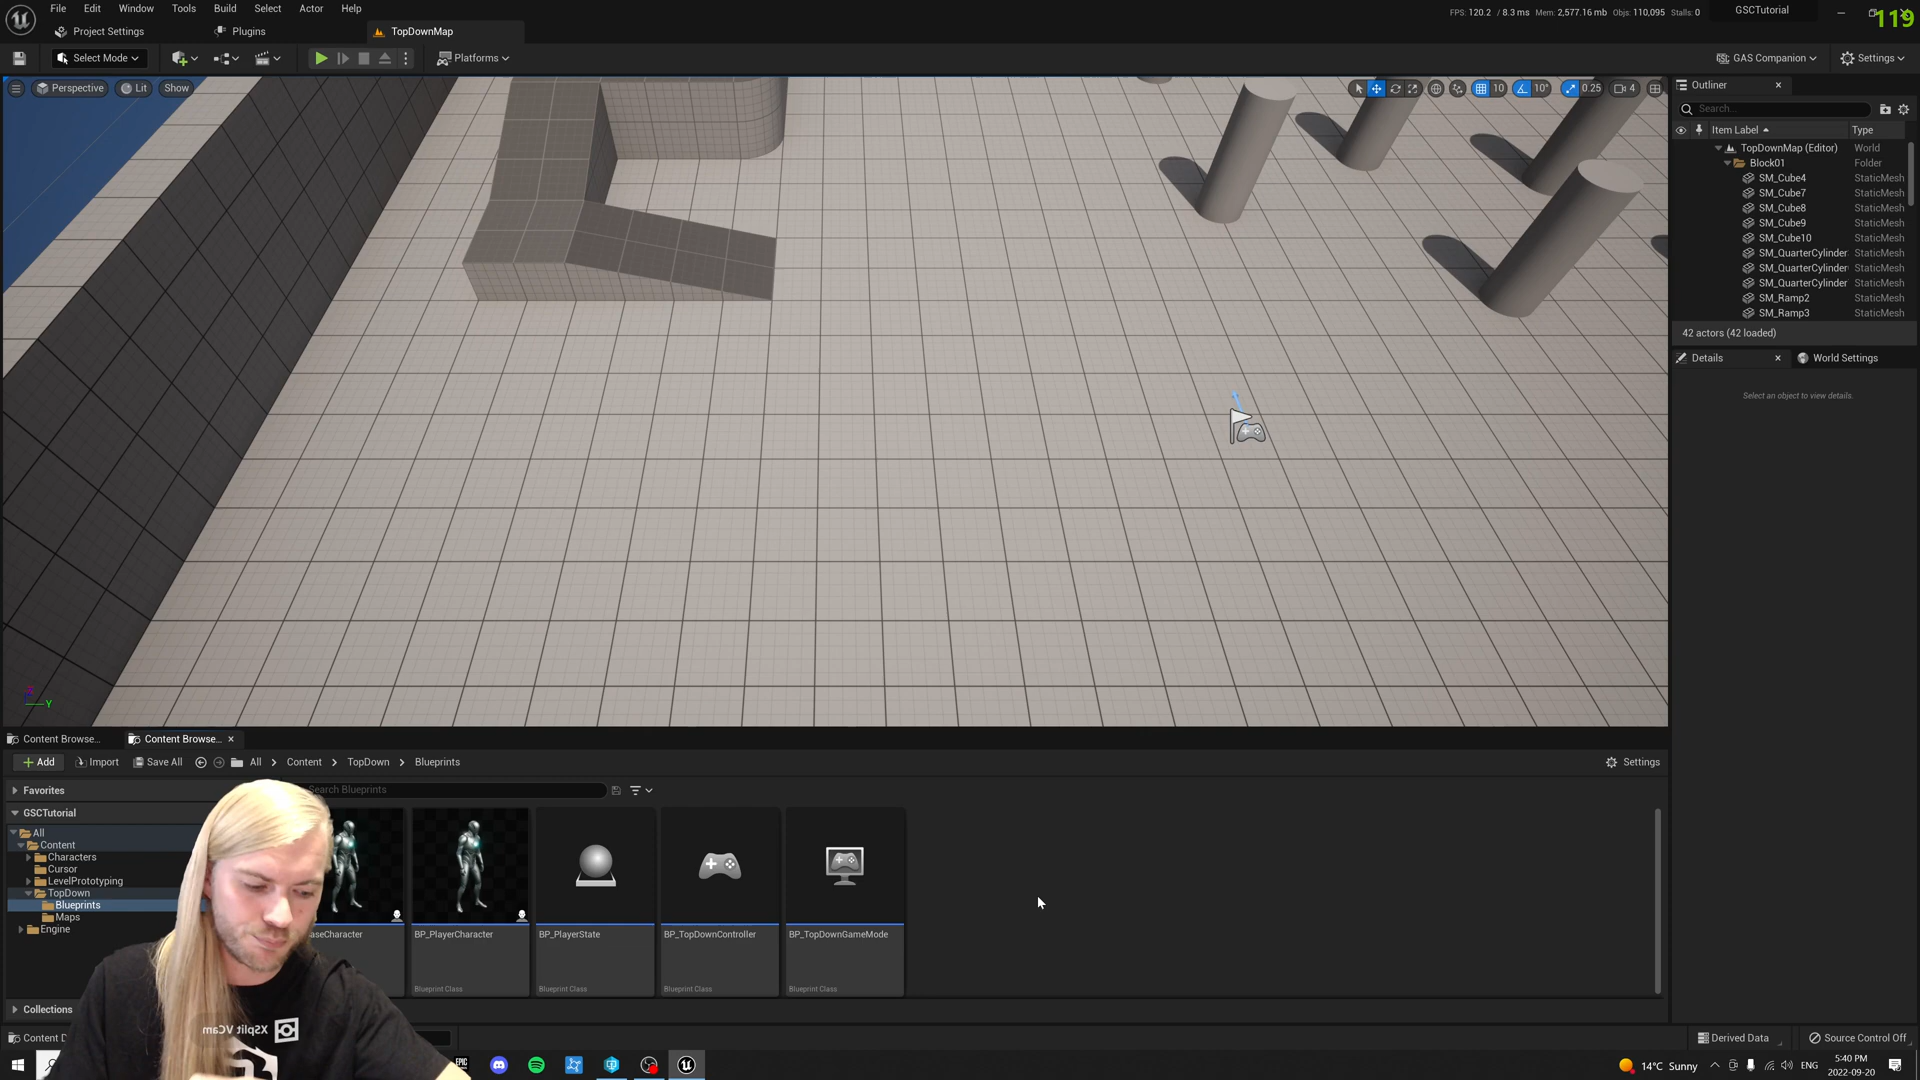 File Edit Window Tools Build Select Actor Help
FPS: 120.2 / 8.3 ms Mem: 2,577.16 mb Objs: 110,095 Stalls: 0
GSCTutorial
119
Project Settings
Plugins
TopDownMap
Select Mode
Platforms
GAS Companion
Settings
Perspective
Lit
Show
10
10°
0.25
4
Outliner
Search...
Item Label
Type
TopDownMap (Editor) World
Block01 Folder
SM_Cube4 StaticMesh
SM_Cube7 StaticMesh
SM_Cube8 StaticMesh
SM_Cube9 StaticMesh
SM_Cube10 StaticMesh
SM_QuarterCylinder StaticMesh
SM_QuarterCylinder StaticMesh
SM_QuarterCylinder StaticMesh
SM_Ramp2 StaticMesh
SM_Ramp3 StaticMesh
42 actors (42 loaded)
Details
World Settings
Select an object to view details.
Z
Y
Content Browse...
Content Browse...
Add
Import
Save All
All
Content
TopDown
Blueprints
Settings
Favorites
Search Blueprints
GSCTutorial
All
Content
Characters
Cursor
LevelPrototyping
TopDown
Blueprints
Maps
Engine
aseCharacter
BP_PlayerCharacter
Blueprint Class
BP_PlayerState
Blueprint Class
BP_TopDownController
Blueprint Class
BP_TopDownGameMode
Blueprint Class
Collections
XSplit VCam
Content D
Derived Data
Source Control Off
EPIC
14°C Sunny
ENG
5:40 PM
2022-09-20